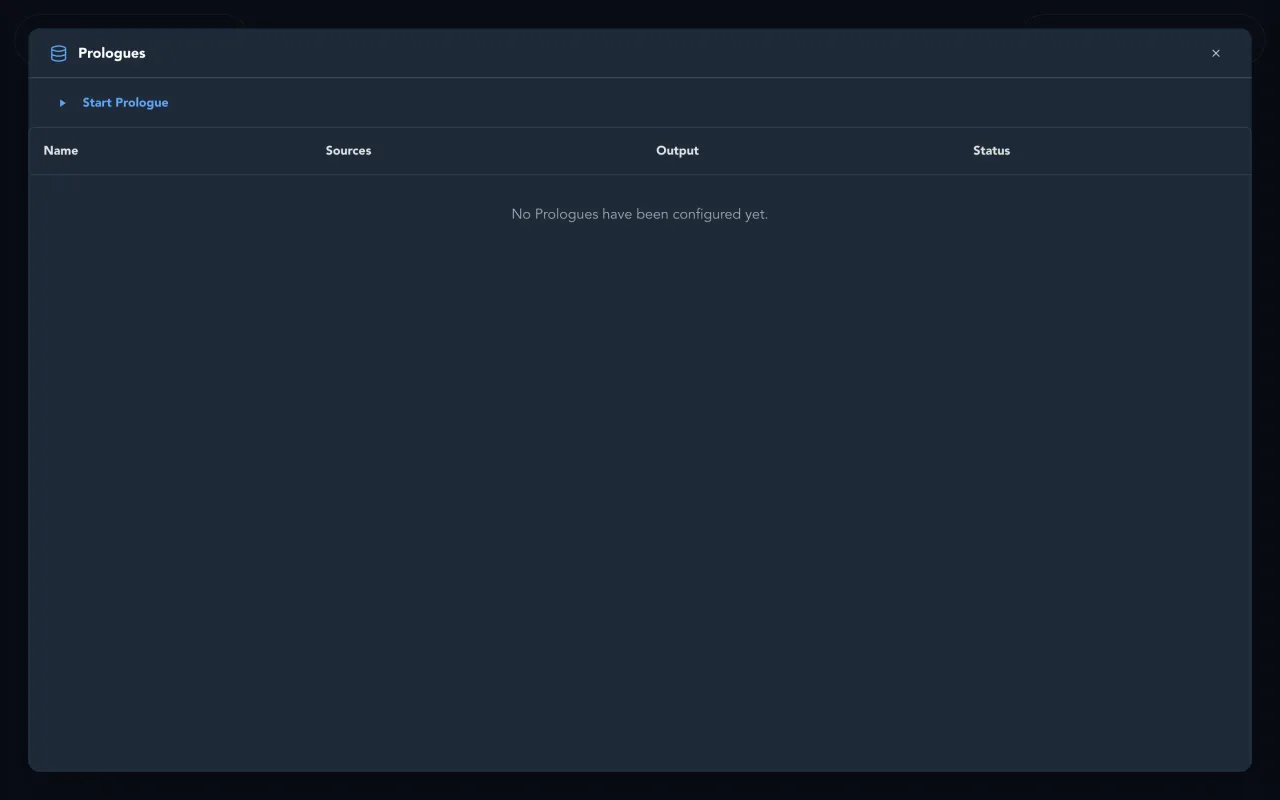 Prologues
Start Prologue
Name Sources Output Status
No Prologues have been configured yet.